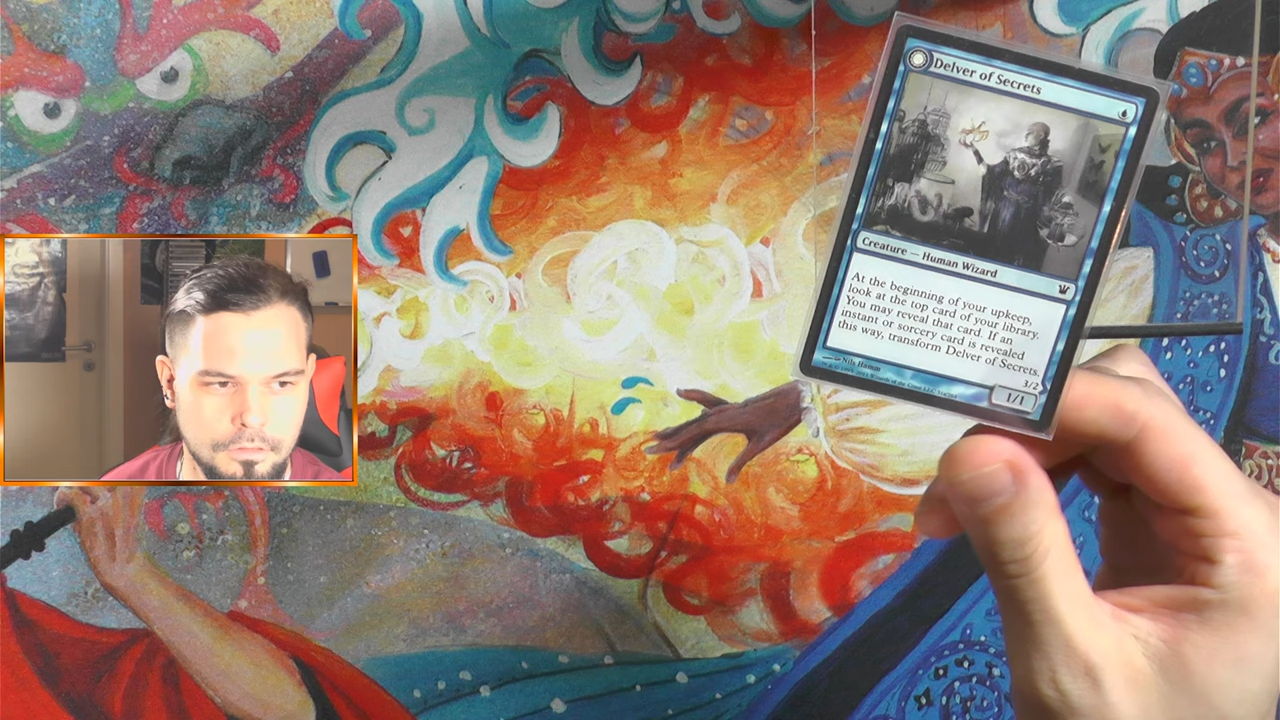 Delver of Secrets
Creature — Human Wizard
At the beginning of your upkeep,
look at the top card of your library.
You may reveal that card. If an
instant or sorcery card is revealed
this way, transform Delver of Secrets.
3/2
Nils Hamm
1/1